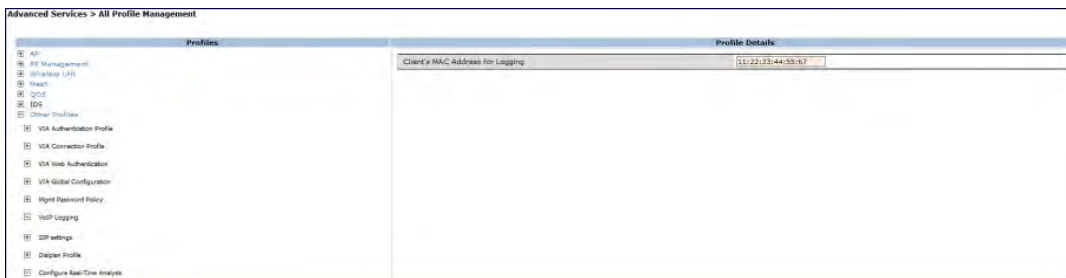 Advanced Services > All Profile Management
Profiles
Profile Details
AP
RF Management
Wireless LAN
Mesh
QOS
IDS
Other Profiles
VIA Authentication Profile
VIA Connection Profile
VIA Web Authentication
VIA Global Configuration
Mgmt Password Policy
VoIP Logging
SIP settings
Dialplan Profile
Configure Real-Time Analysis
Client's MAC Address for Logging
11:22:33:44:55:67